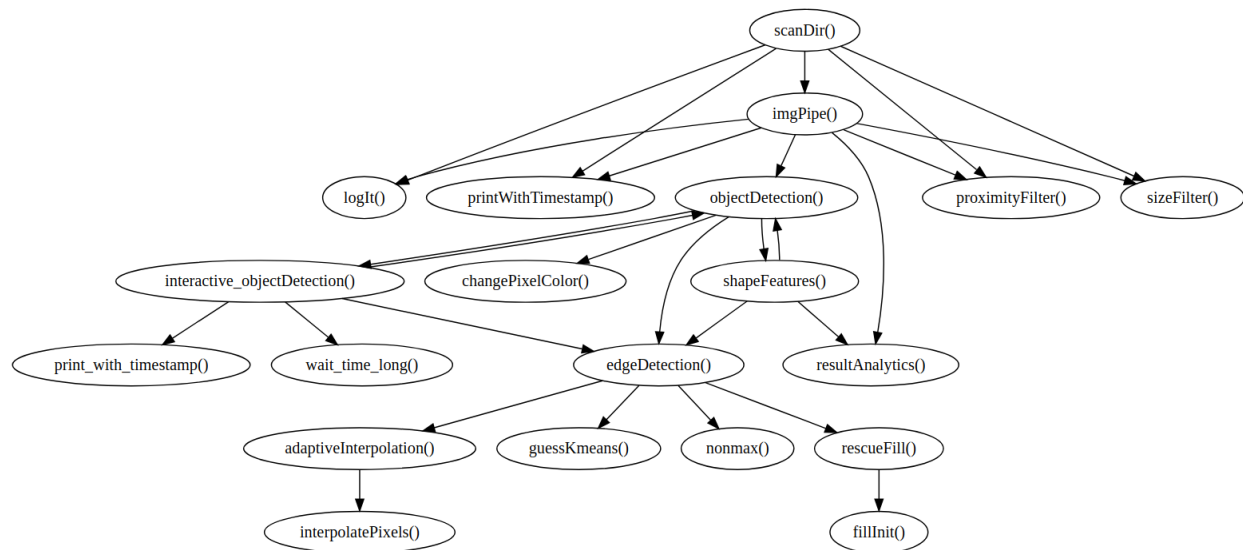 scanDir()
imgPipe()
logIt()
printWithTimestamp()
objectDetection()
proximityFilter()
sizeFilter()
interactive_objectDetection()
changePixelColor()
shapeFeatures()
print_with_timestamp()
wait_time_long()
edgeDetection()
resultAnalytics()
adaptiveInterpolation()
guessKmeans()
nonmax()
rescueFill()
interpolatePixels()
fillInit()